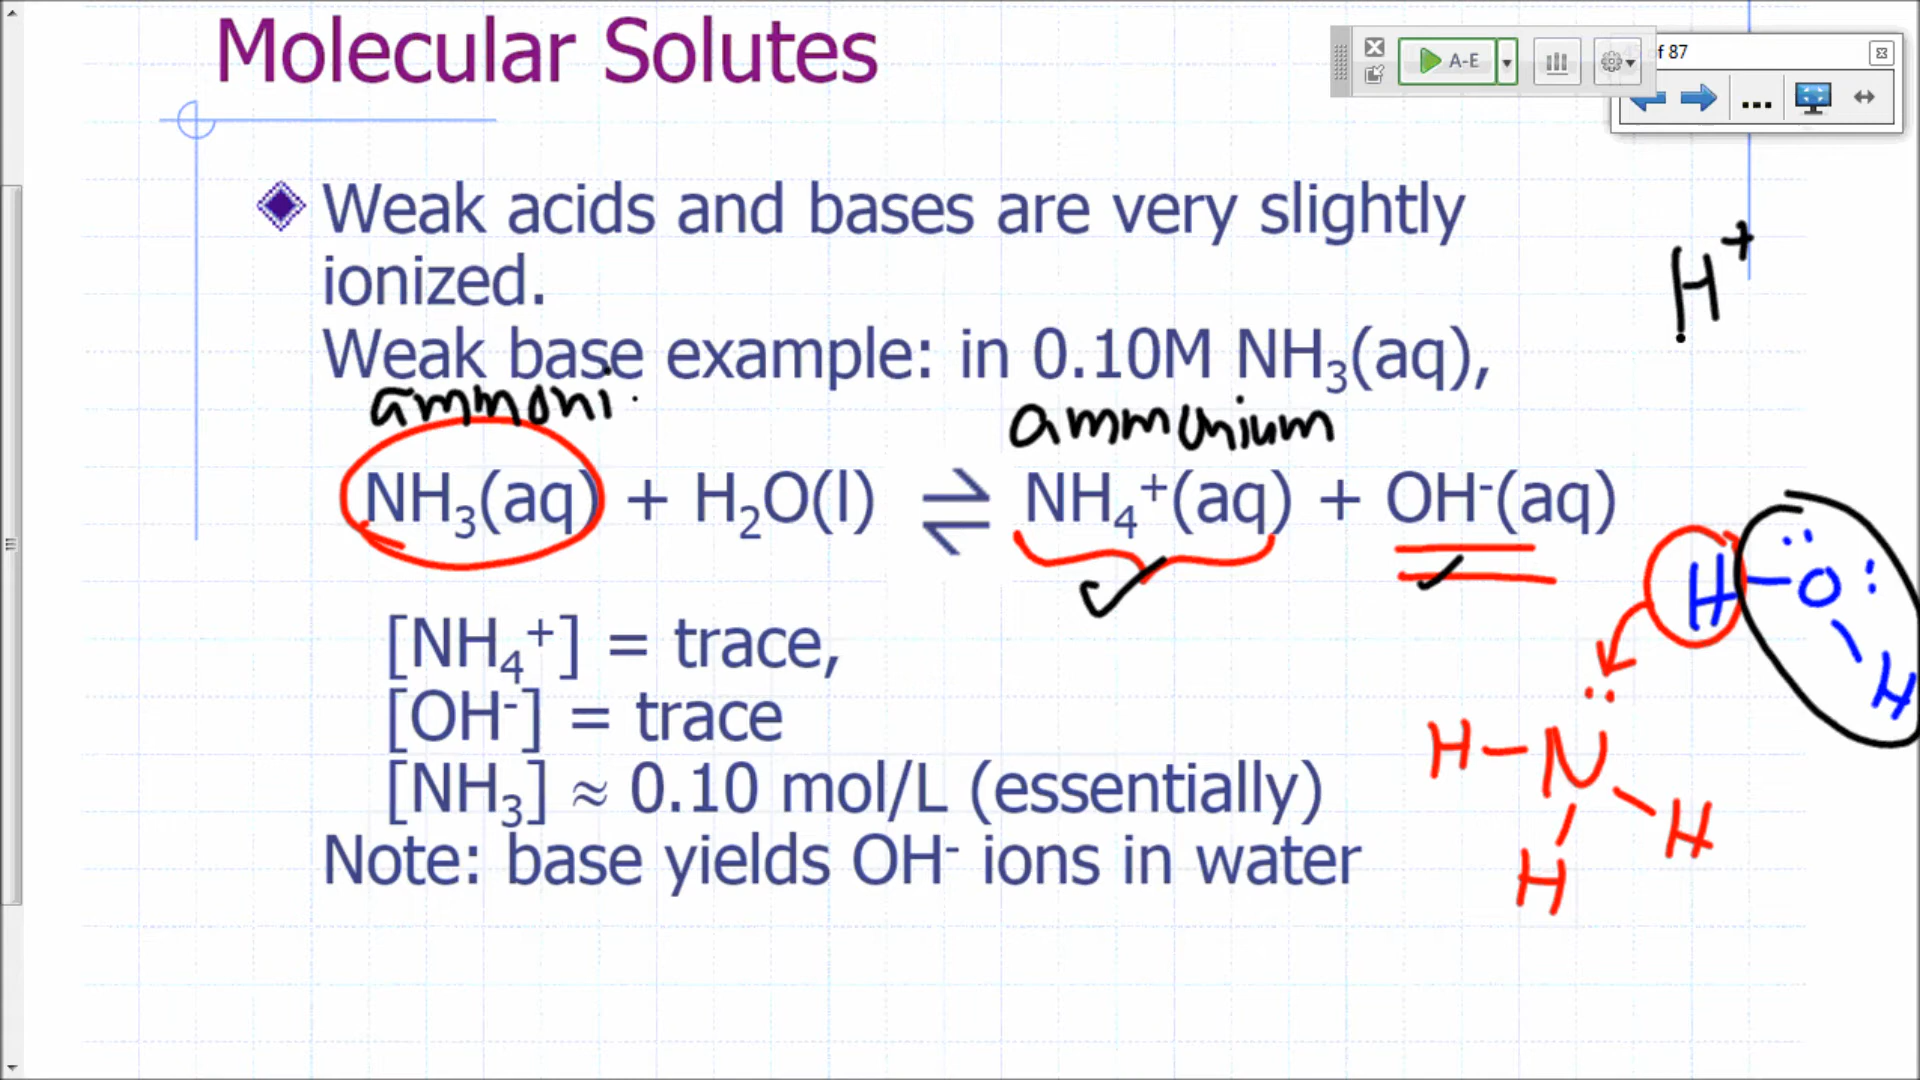 Molecular Solutes
A-E
of 87
Weak acids and bases are very slightly
ionized.
H⁺
Weak base example: in 0.10M NH₃(aq),
ammoni
ammonium
NH₃(aq) + H₂O(l) ⇌ NH₄⁺(aq) + OH⁻(aq)
H–O
H
[NH₄⁺] = trace,
[OH⁻] = trace
H–N
H
H
[NH₃] ≈ 0.10 mol/L (essentially)
Note: base yields OH⁻ ions in water